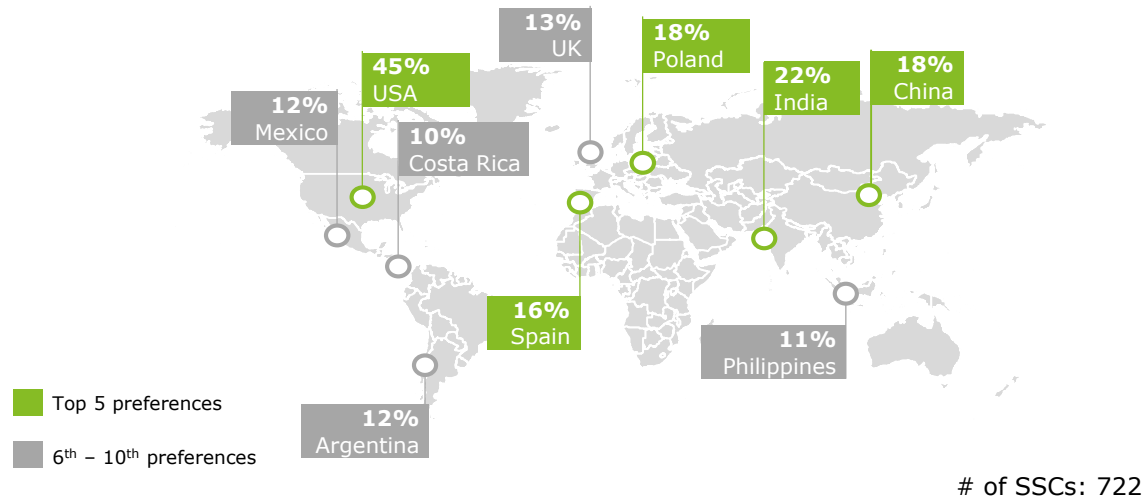 13%
UK
18%
Poland
45%
USA
22%
India
18%
China
12%
Mexico
10%
Costa Rica
16%
Spain
11%
Philippines
12%
Argentina
Top 5 preferences
6th – 10th preferences
# of SSCs: 722